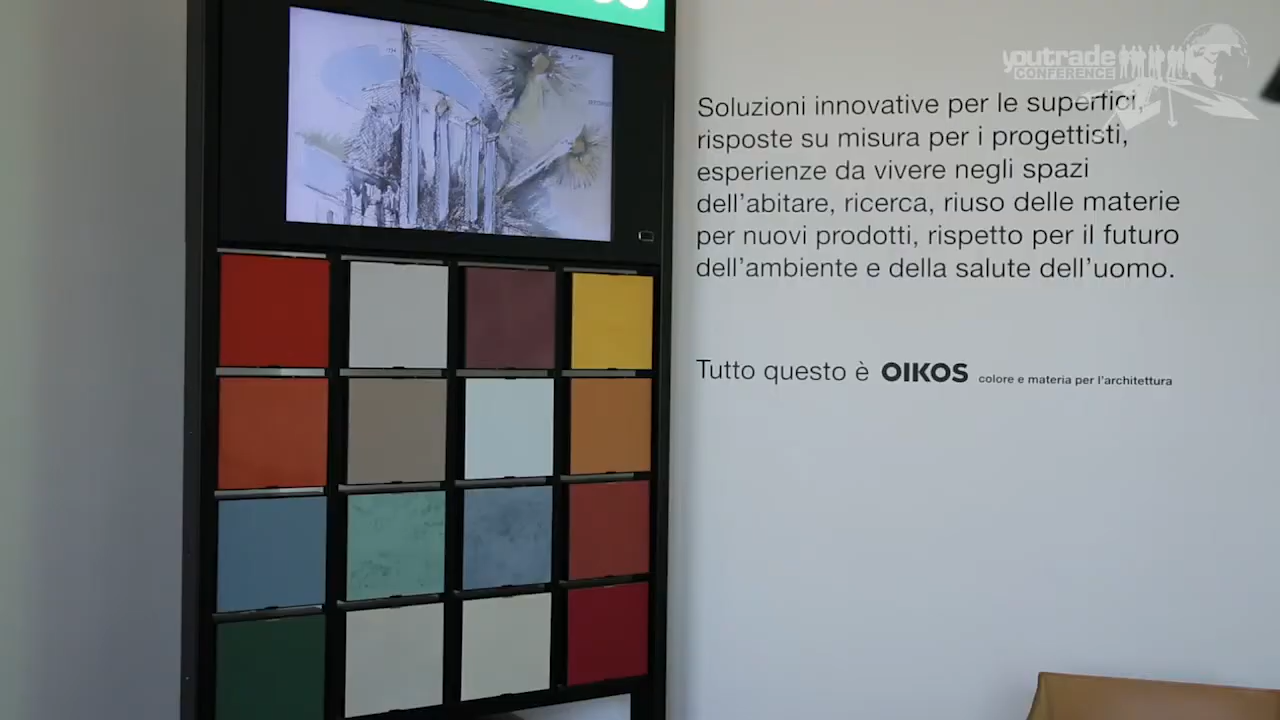 youtrade
CONFERENCE
Soluzioni innovative per le superfici,
risposte su misura per i progettisti,
esperienze da vivere negli spazi
dell'abitare, ricerca, riuso delle materie
per nuovi prodotti, rispetto per il futuro
dell'ambiente e della salute dell'uomo.
Tutto questo è OIKOS colore e materia per l'architettura